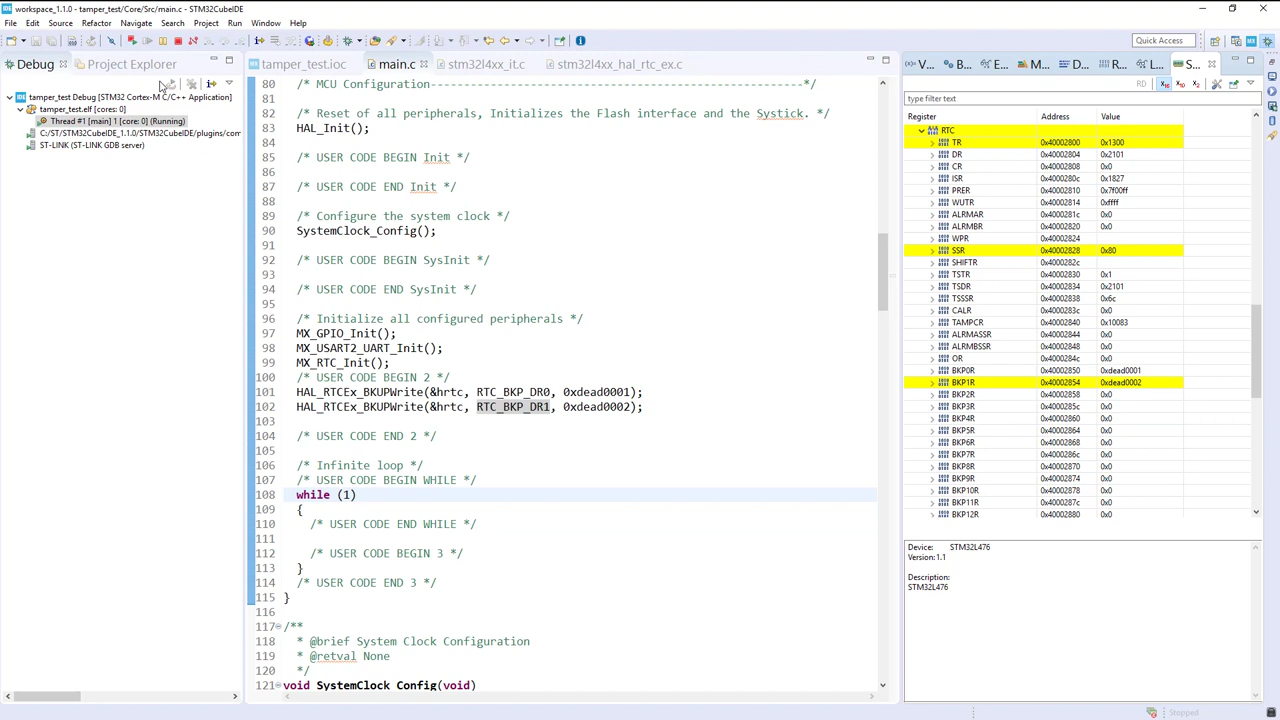 workspace_1.1.0 - tamper_test/Core/Src/main.c - STM32CubeIDE
File Edit Source Refactor Navigate Search Project Run Window Help
Quick Access
Debug Project Explorer
tamper_test.ioc main.c stm32l4xx_it.c stm32l4xx_hal_rtc_ex.c
V... B... E... M... D... R... L... S...
tamper_test Debug [STM32 Cortex-M C/C++ Application]
tamper_test.elf [cores: 0]
Thread #1 [main] 1 [core: 0] (Running)
C:/ST/STM32CubeIDE_1.1.0/STM32CubeIDE/plugins/com
ST-LINK (ST-LINK GDB server)
80 /* MCU Configuration--------------------------------------------------------*/
81
82 /* Reset of all peripherals, Initializes the Flash interface and the Systick. */
83 HAL_Init();
84
85 /* USER CODE BEGIN Init */
86
87 /* USER CODE END Init */
88
89 /* Configure the system clock */
90 SystemClock_Config();
91
92 /* USER CODE BEGIN SysInit */
93
94 /* USER CODE END SysInit */
95
96 /* Initialize all configured peripherals */
97 MX_GPIO_Init();
98 MX_USART2_UART_Init();
99 MX_RTC_Init();
100 /* USER CODE BEGIN 2 */
101 HAL_RTCEx_BKUPWrite(&hrtc, RTC_BKP_DR0, 0xdead0001);
102 HAL_RTCEx_BKUPWrite(&hrtc, RTC_BKP_DR1, 0xdead0002);
103
104 /* USER CODE END 2 */
105
106 /* Infinite loop */
107 /* USER CODE BEGIN WHILE */
108 while (1)
109 {
110 /* USER CODE END WHILE */
111
112 /* USER CODE BEGIN 3 */
113 }
114 /* USER CODE END 3 */
115 }
116
117 /**
118 * @brief System Clock Configuration
119 * @retval None
120 */
121 void SystemClock_Config(void)
RD X16 X10 X2
type filter text
Register Address Value
RTC
TR 0x40002800 0x1300
DR 0x40002804 0x2101
CR 0x40002808 0x0
ISR 0x4000280c 0x1827
PRER 0x40002810 0x7f00ff
WUTR 0x40002814 0xffff
ALRMAR 0x4000281c 0x0
ALRMBR 0x40002820 0x0
WPR 0x40002824
SSR 0x40002828 0x80
SHIFTR 0x4000282c
TSTR 0x40002830 0x1
TSDR 0x40002834 0x2101
TSSSR 0x40002838 0x6c
CALR 0x4000283c 0x0
TAMPCR 0x40002840 0x10083
ALRMASSR 0x40002844 0x0
ALRMBSSR 0x40002848 0x0
OR 0x4000284c 0x0
BKP0R 0x40002850 0xdead0001
BKP1R 0x40002854 0xdead0002
BKP2R 0x40002858 0x0
BKP3R 0x4000285c 0x0
BKP4R 0x40002860 0x0
BKP5R 0x40002864 0x0
BKP6R 0x40002868 0x0
BKP7R 0x4000286c 0x0
BKP8R 0x40002870 0x0
BKP9R 0x40002874 0x0
BKP10R 0x40002878 0x0
BKP11R 0x4000287c 0x0
BKP12R 0x40002880 0x0
Device: STM32L476
Version: 1.1
Description:
STM32L476
Stopped